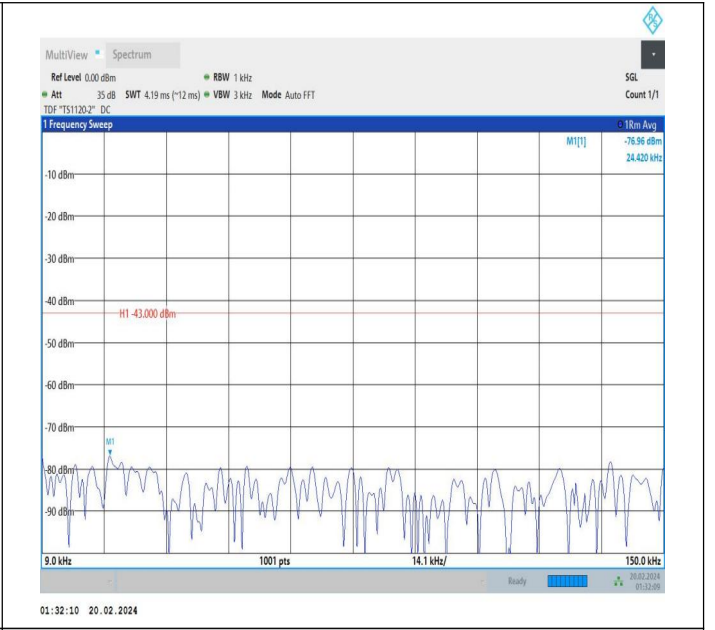 R S
MultiView Spectrum
Ref Level 0.00 dBm RBW 1 kHz SGL
Att 35 dB SWT 4.19 ms (~12 ms) VBW 3 kHz Mode Auto FFT Count 1/1
TDF "TS1120-2" DC
1 Frequency Sweep 1Rm Avg
M1[1] -76.96 dBm
24.420 kHz
-10 dBm
-20 dBm
-30 dBm
-40 dBm
H1 -43.000 dBm
-50 dBm
-60 dBm
-70 dBm
M1
-80 dBm
-90 dBm
9.0 kHz 1001 pts 14.1 kHz/ 150.0 kHz
Ready 20.02.2024
01:32:09
01:32:10 20.02.2024